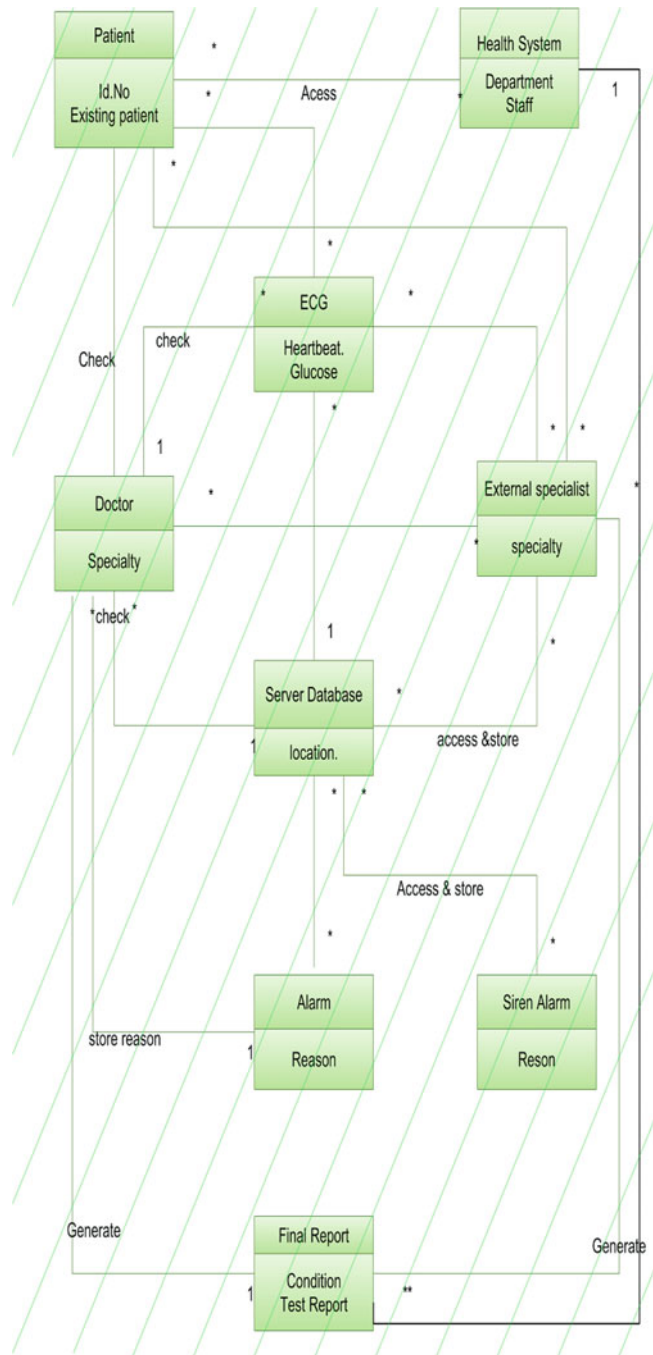 Patient
Id.No
Existing patient
*
*
*
Acess
*
Health System
Department
Staff
1
*
*
ECG
Heartbeat.
Glucose
*
check
Check
1
*
*
*
Doctor
Specialty
*
*
External specialist
specialty
*
*check *
1
*
Server Database
location.
*
1
access &store
* *
Access & store
*
*
Alarm
Reason
Siren Alarm
Reson
store reason
1
Generate
Final Report
Condition
Test Report
1
**
Generate